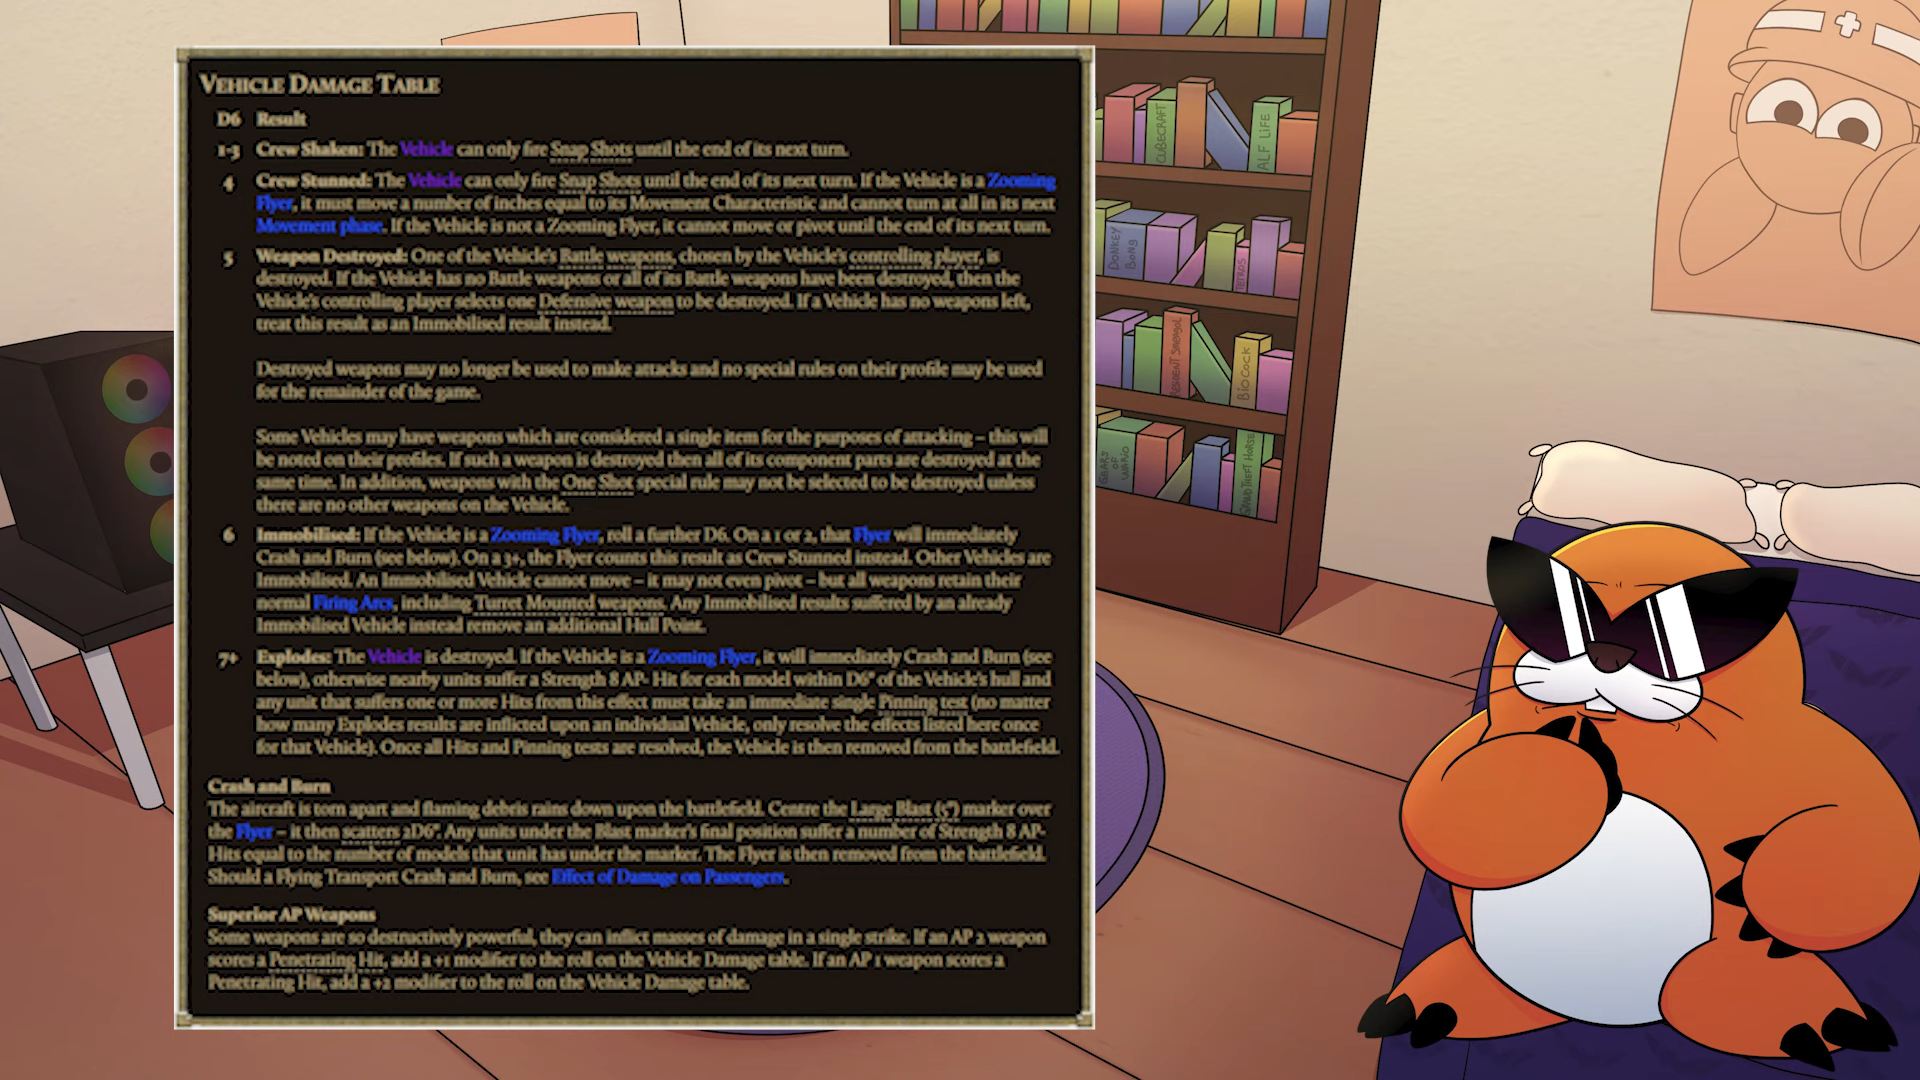 VEHICLE DAMAGE TABLE
D6 Result
1-3 Crew Shaken: The Vehicle can only fire Snap Shots until the end of its next turn.
4 Crew Stunned: The Vehicle can only fire Snap Shots until the end of its next turn. If the Vehicle is a Zooming
Flyer, it must move a number of inches equal to its Movement Characteristic and cannot turn at all in its next
Movement phase. If the Vehicle is not a Zooming Flyer, it cannot move or pivot until the end of its next turn.
5 Weapon Destroyed: One of the Vehicle's Battle weapons, chosen by the Vehicle's controlling player, is
destroyed. If the Vehicle has no Battle weapons or all of its Battle weapons have been destroyed, then the
Vehicle's controlling player selects one Defensive weapon to be destroyed. If a Vehicle has no weapons left,
treat this result as an Immobilised result instead.
Destroyed weapons may no longer be used to make attacks and no special rules on their profile may be used
for the remainder of the game.
Some Vehicles may have weapons which are considered a single item for the purposes of attacking – this will
be noted on their profiles. If such a weapon is destroyed then all of its component parts are destroyed at the
same time. In addition, weapons with the One Shot special rule may not be selected to be destroyed unless
there are no other weapons on the Vehicle.
6 Immobilised: If the Vehicle is a Zooming Flyer, roll a further D6. On a 1 or 2, that Flyer will immediately
Crash and Burn (see below). On a 3+, the Flyer counts this result as Crew Stunned instead. Other Vehicles are
Immobilised. An Immobilised Vehicle cannot move – it may not even pivot – but all weapons retain their
normal Firing Arcs, including Turret Mounted weapons. Any Immobilised results suffered by an already
Immobilised Vehicle instead remove an additional Hull Point.
7+ Explodes: The Vehicle is destroyed. If the Vehicle is a Zooming Flyer, it will immediately Crash and Burn (see
below), otherwise nearby units suffer a Strength 8 AP- Hit for each model within D6" of the Vehicle's hull and
any unit that suffers one or more Hits from this effect must take an immediate single Pinning test (no matter
how many Explodes results are inflicted upon an individual Vehicle, only resolve the effects listed here once
for that Vehicle). Once all Hits and Pinning tests are resolved, the Vehicle is then removed from the battlefield.
Crash and Burn
The aircraft is torn apart and flaming debris rains down upon the battlefield. Centre the Large Blast (5") marker over
the Flyer – it then scatters 2D6". Any units under the Blast marker's final position suffer a number of Strength 8 AP-
Hits equal to the number of models that unit has under the marker. The Flyer is then removed from the battlefield.
Should a Flying Transport Crash and Burn, see Effect of Damage on Passengers.
Superior AP Weapons
Some weapons are so destructively powerful, they can inflict masses of damage in a single strike. If an AP 2 weapon
scores a Penetrating Hit, add a +1 modifier to the roll on the Vehicle Damage table. If an AP 1 weapon scores a
Penetrating Hit, add a +2 modifier to the roll on the Vehicle Damage table.
CUBECRAFT
ALF LIFE
DONKEY
BONG
BIOCOCK
GEARS
OF
WARIO